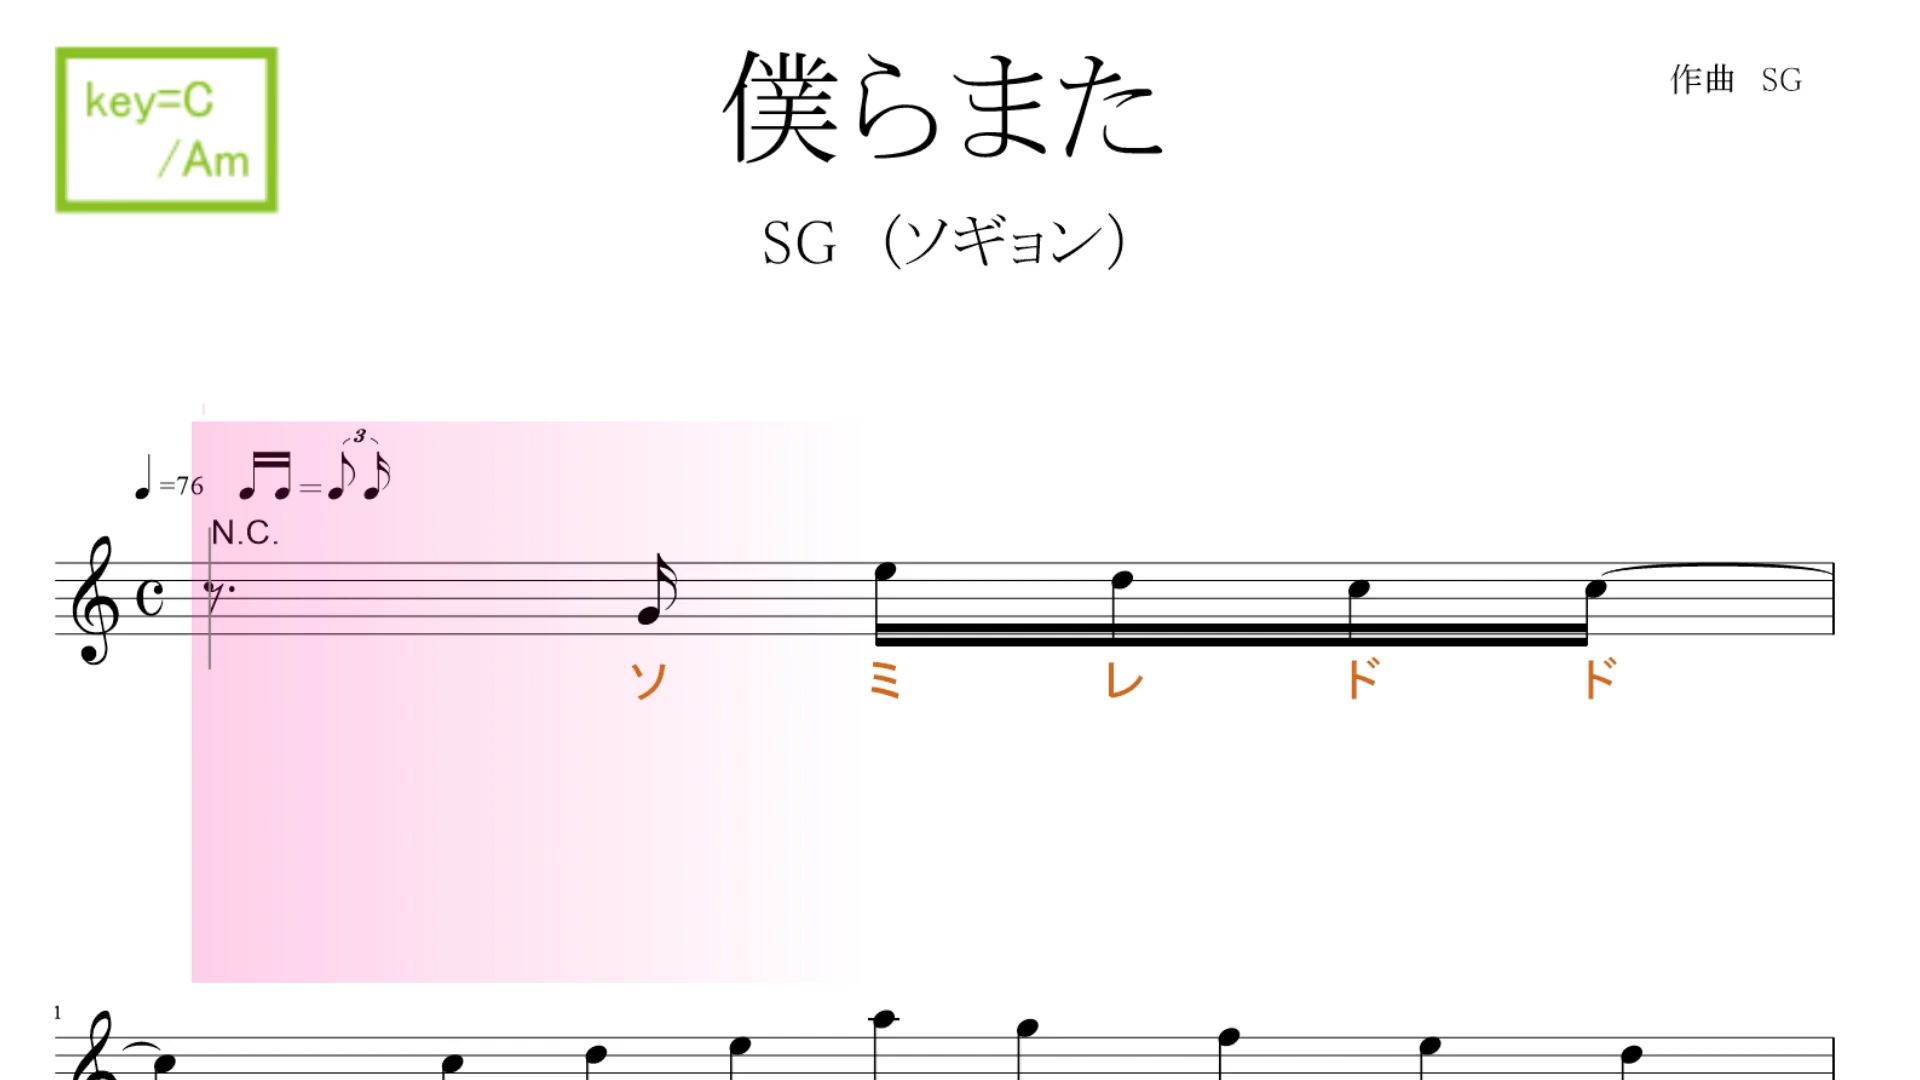 key=C
/Am
僕らまた
作曲 SG
SG （ソギョン）
1
3
=76 =
N.C.
ソ ミ レ ド ド
1